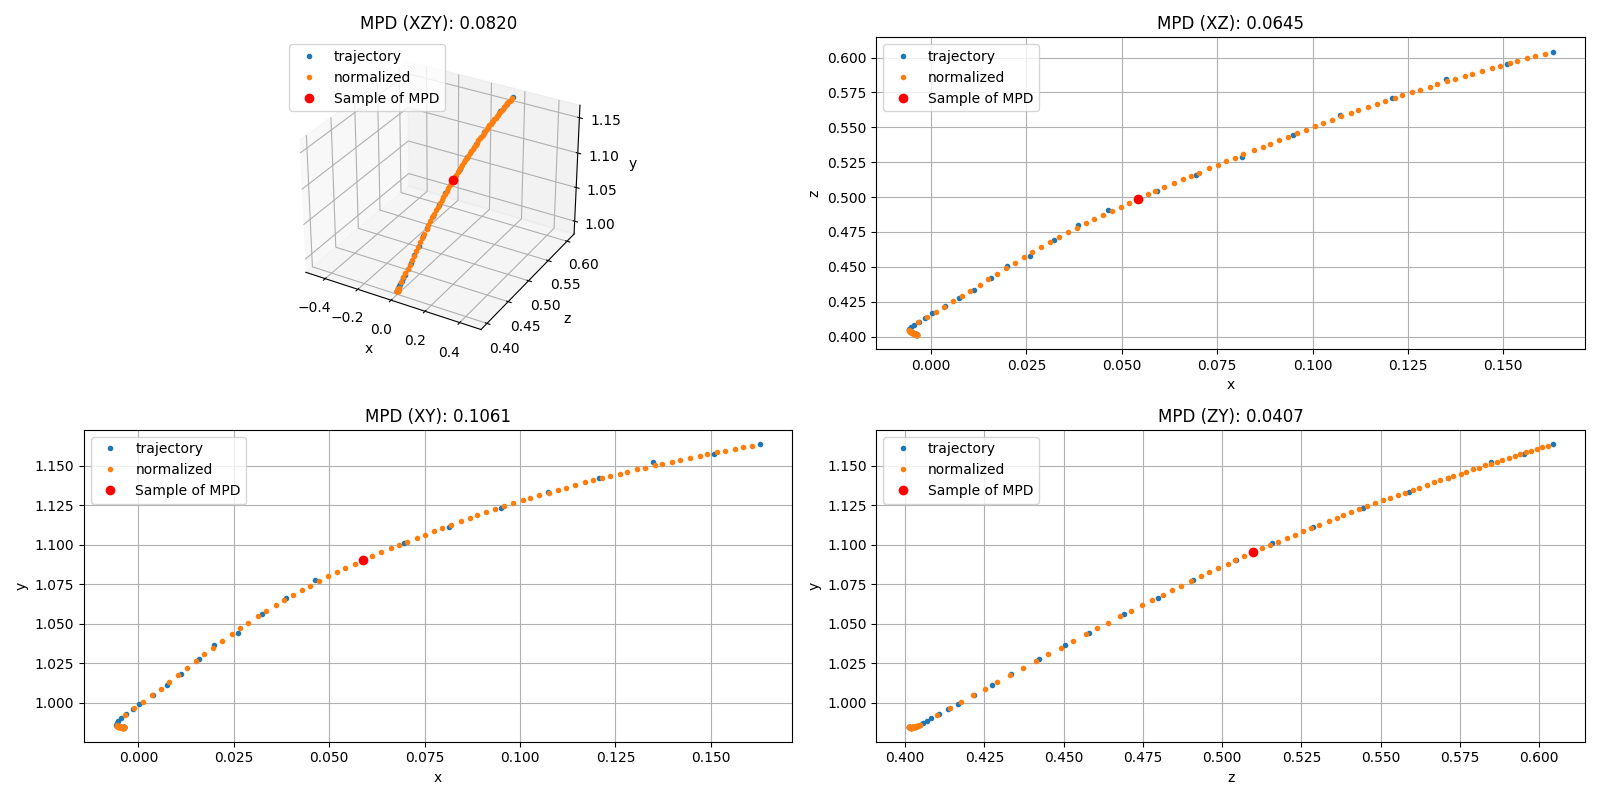 MPD (XZY): 0.0820
trajectory
normalized
Sample of MPD
1.15
1.10
1.05
1.00
y
0.60
0.55
0.50
0.45
0.40
z
−0.4
−0.2
0.0
0.2
0.4
x
MPD (XZ): 0.0645
trajectory
normalized
Sample of MPD
0.600
0.575
0.550
0.525
0.500
0.475
0.450
0.425
0.400
z
0.000 0.025 0.050 0.075 0.100 0.125 0.150
x
MPD (XY): 0.1061
trajectory
normalized
Sample of MPD
1.150
1.125
1.100
1.075
1.050
1.025
1.000
y
0.000 0.025 0.050 0.075 0.100 0.125 0.150
x
MPD (ZY): 0.0407
trajectory
normalized
Sample of MPD
1.150
1.125
1.100
1.075
1.050
1.025
1.000
y
0.400 0.425 0.450 0.475 0.500 0.525 0.550 0.575 0.600
z